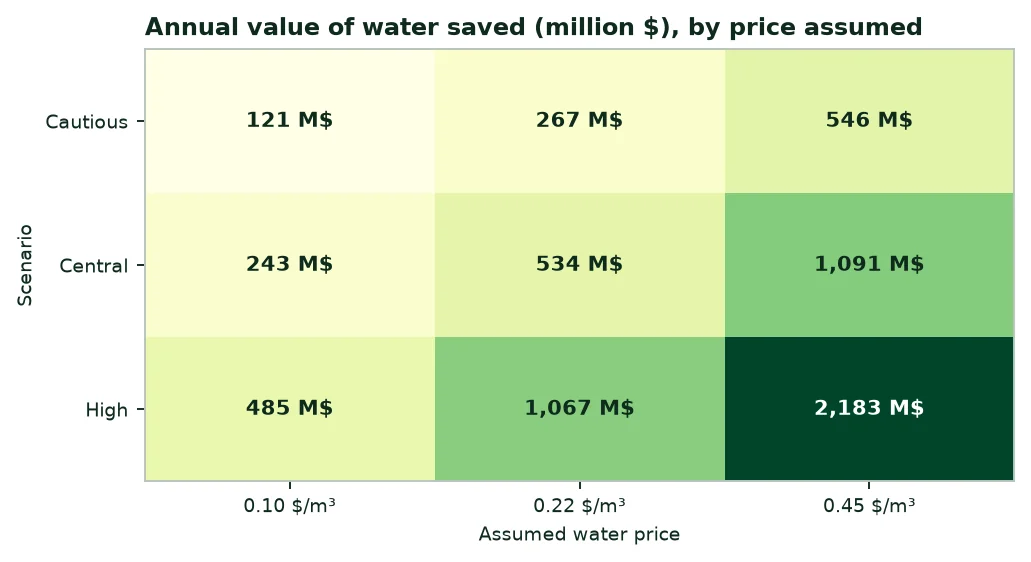 Annual value of water saved (million $), by price assumed
Scenario
Cautious 121 M$ 267 M$ 546 M$
Central 243 M$ 534 M$ 1,091 M$
High 485 M$ 1,067 M$ 2,183 M$
0.10 $/m³ 0.22 $/m³ 0.45 $/m³
Assumed water price